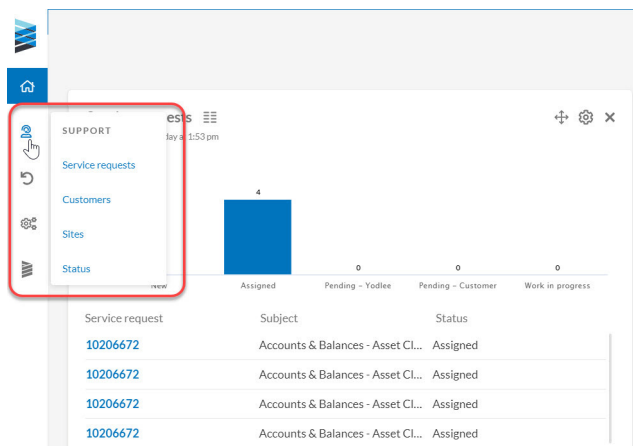 ests
SUPPORT
day at 1:53 pm
Service requests
Customers
Sites
Status
4
0
0
0
New
Assigned
Pending – Yodlee
Pending – Customer
Work in progress
Service request Subject Status
10206672 Accounts & Balances - Asset Cl... Assigned
10206672 Accounts & Balances - Asset Cl... Assigned
10206672 Accounts & Balances - Asset Cl... Assigned
10206672 Accounts & Balances - Asset Cl... Assigned